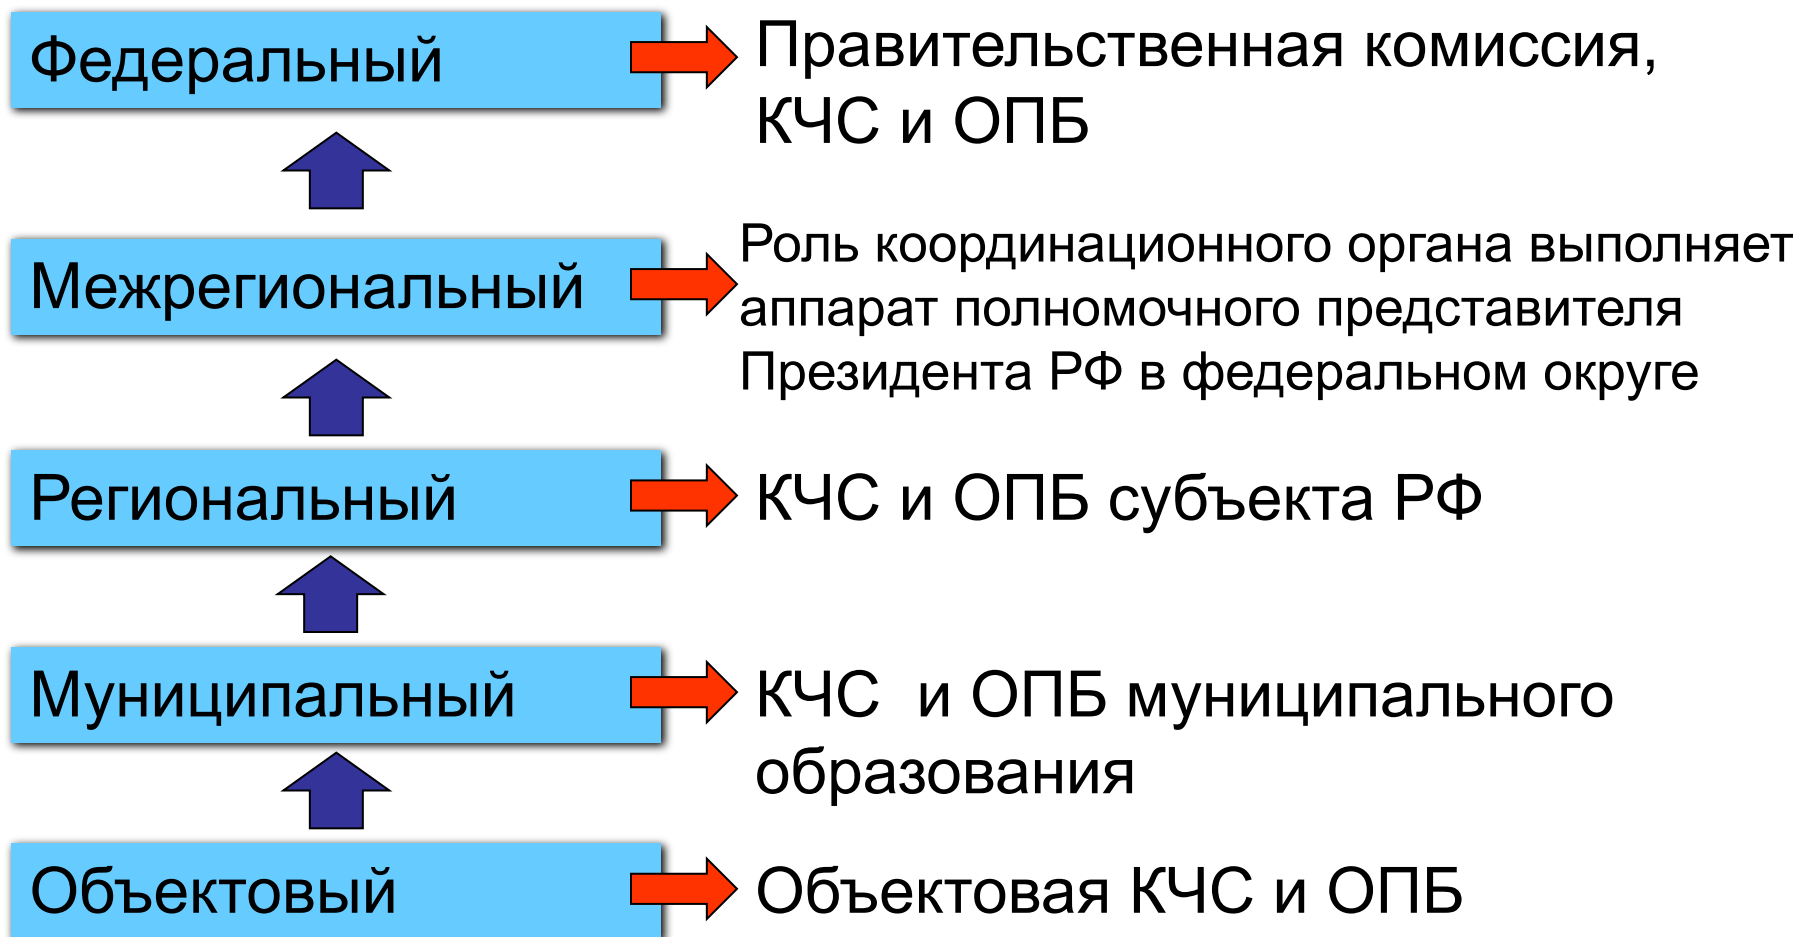 Федеральный
Правительственная комиссия,
КЧС и ОПБ
Межрегиональный
Роль координационного органа выполняет
аппарат полномочного представителя
Президента РФ в федеральном округе
Региональный
КЧС и ОПБ субъекта РФ
Муниципальный
КЧС  и ОПБ муниципального
образования
Объектовый
Объектовая КЧС и ОПБ